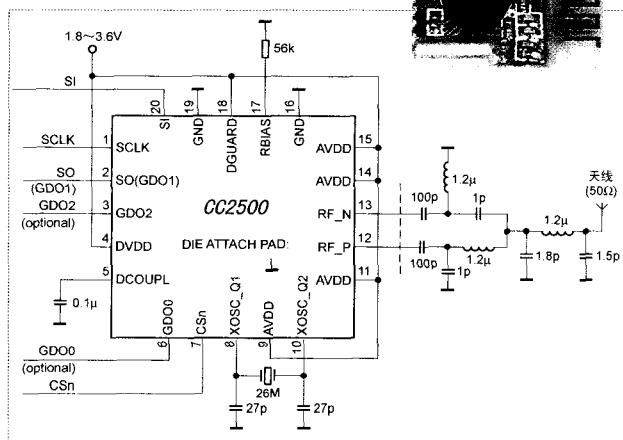 1.8～3.6V
56k
SI
20
19
18
17
16
SI
GND
DGUARD
RBIAS
GND
SCLK
1
SCLK
AVDD
15
SO
(GDO1)
2
SO(GDO1)
AVDD
14
GDO2
(optional)
3
GDO2
CC2500
RF_N
13
4
DVDD
DIE ATTACH PAD:
RF_P
12
5
DCOUPL
AVDD
11
0.1μ
GDO0
CSn
XOSC_Q1
AVDD
XOSC_Q2
6
7
8
9
10
GDO0
(optional)
CSn
26M
27p
27p
100p
1.2μ
1p
100p
1p
1.2μ
1.2μ
1.8p
1.5p
天线
(50Ω)